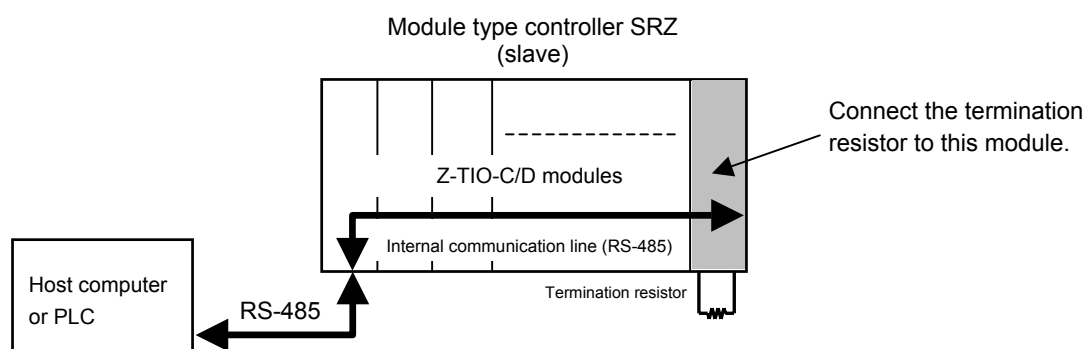 Module type controller SRZ
(slave)
Connect the termination
resistor to this module.
Z-TIO-C/D modules
Internal communication line (RS-485)
Host computer
or PLC
RS-485
Termination resistor